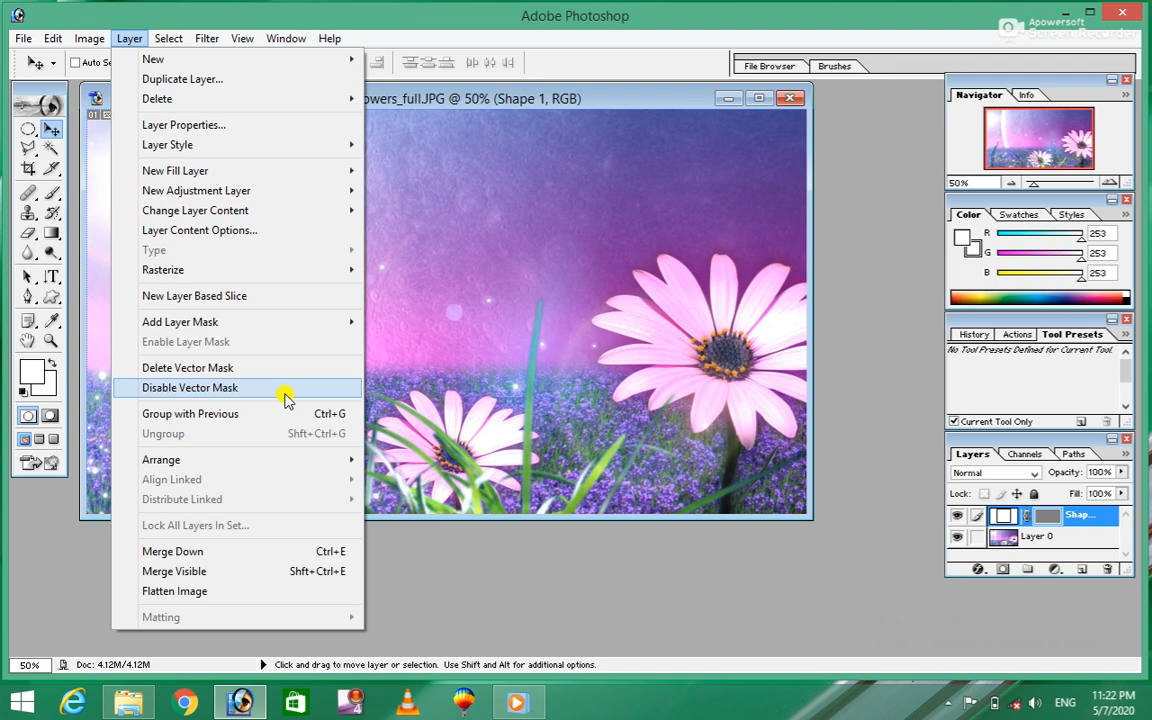 Adobe Photoshop
Apowersoft
Screen Recorder
File Edit Image Layer Select Filter View Window Help
Auto Se
File Browser Brushes
owers_full.JPG @ 50% (Shape 1, RGB)
New
Duplicate Layer...
Delete
Layer Properties...
Layer Style
New Fill Layer
New Adjustment Layer
Change Layer Content
Layer Content Options...
Type
Rasterize
New Layer Based Slice
Add Layer Mask
Enable Layer Mask
Delete Vector Mask
Disable Vector Mask
Group with Previous Ctrl+G
Ungroup Shft+Ctrl+G
Arrange
Align Linked
Distribute Linked
Lock All Layers In Set...
Merge Down Ctrl+E
Merge Visible Shft+Ctrl+E
Flatten Image
Matting
01
Navigator Info
50%
Color Swatches Styles
R 253
G 253
B 253
History Actions Tool Presets
No Tool Presets Defined for Current Tool.
Current Tool Only
Layers Channels Paths
Normal Opacity: 100%
Lock: Fill: 100%
Shap...
Layer 0
50% Doc: 4.12M/4.12M Click and drag to move layer or selection. Use Shift and Alt for additional options.
ENG
11:22 PM
5/7/2020